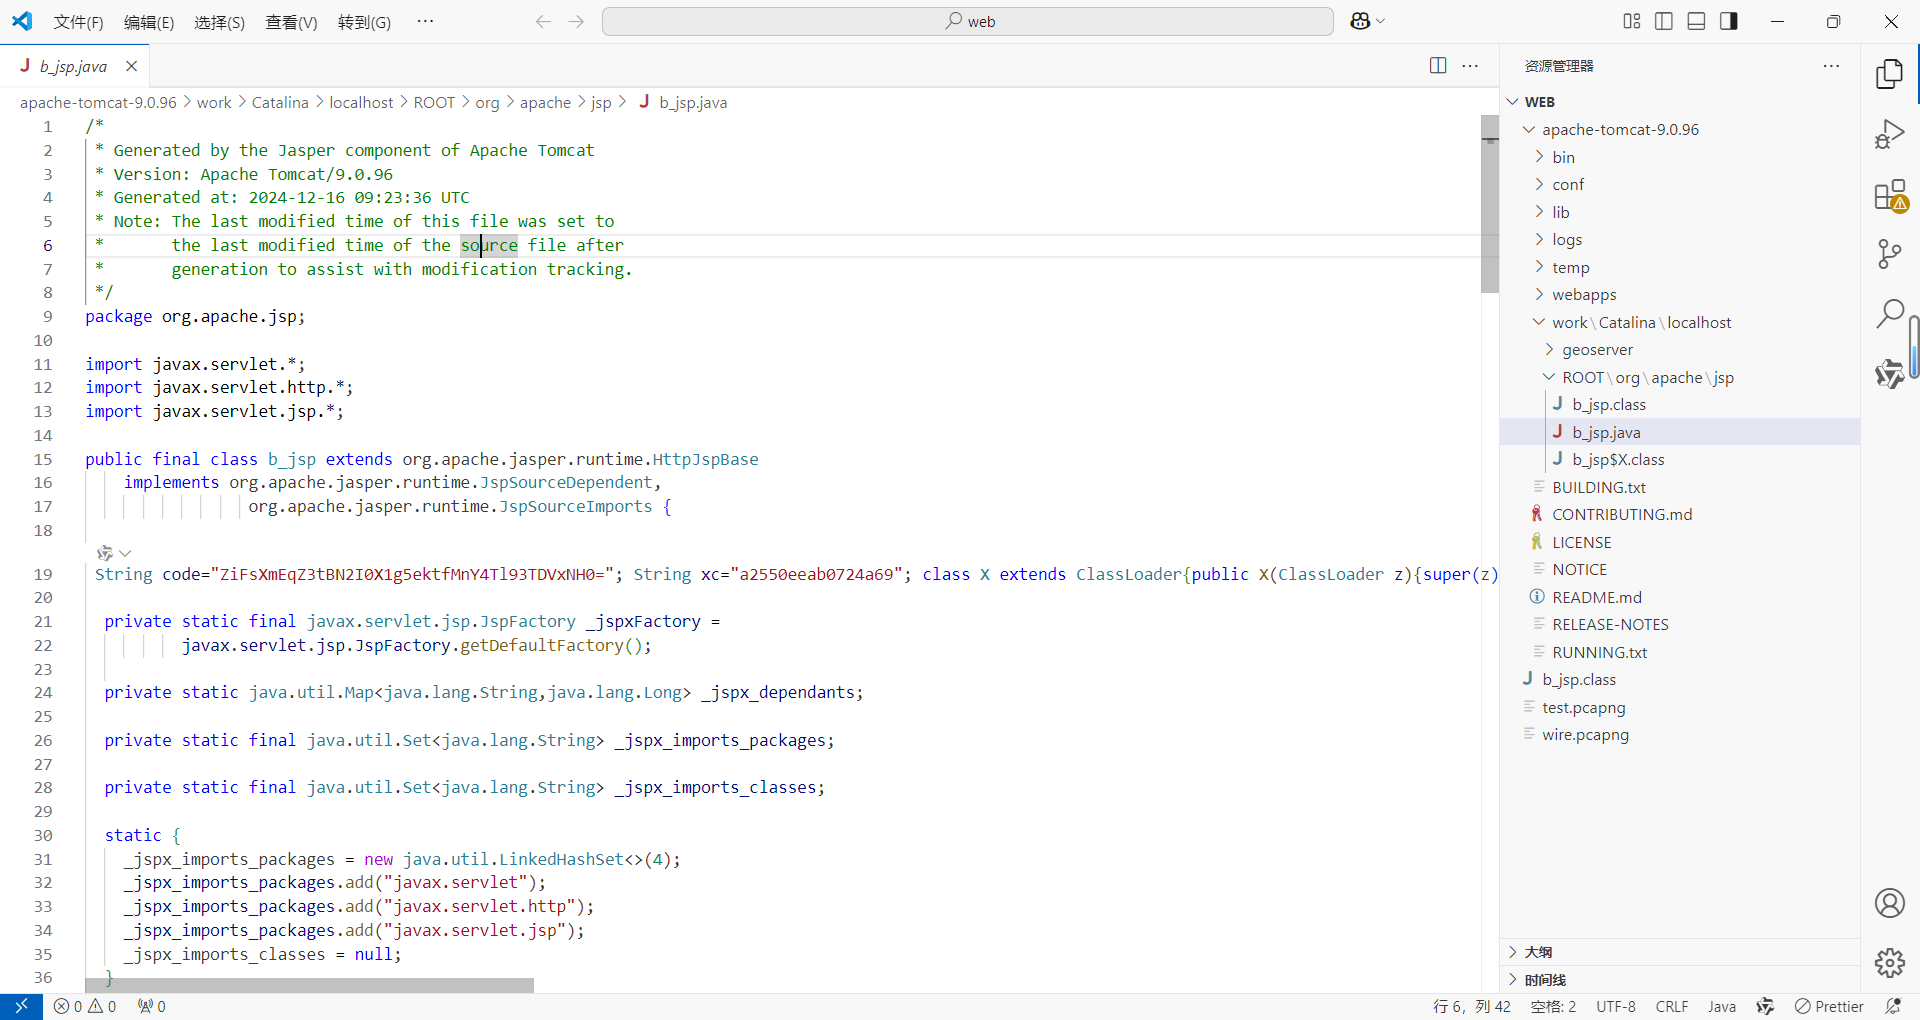 文件(F) 编辑(E) 选择(S) 查看(V) 转到(G) ··· web
b_jsp.java
apache-tomcat-9.0.96 > work > Catalina > localhost > ROOT > org > apache > jsp > J b_jsp.java
1 /*
2 * Generated by the Jasper component of Apache Tomcat
3 * Version: Apache Tomcat/9.0.96
4 * Generated at: 2024-12-16 09:23:36 UTC
5 * Note: The last modified time of this file was set to
6 *       the last modified time of the source file after
7 *       generation to assist with modification tracking.
8 */
9 package org.apache.jsp;
10
11 import javax.servlet.*;
12 import javax.servlet.http.*;
13 import javax.servlet.jsp.*;
14
15 public final class b_jsp extends org.apache.jasper.runtime.HttpJspBase
16 implements org.apache.jasper.runtime.JspSourceDependent,
17 org.apache.jasper.runtime.JspSourceImports {
18
19 String code="ZiFsXmEqZ3tBN2I0X1g5ektfMnY4Tl93TDVxNH0="; String xc="a2550eeab0724a69"; class X extends ClassLoader{public X(ClassLoader z){super(z)
20
21 private static final javax.servlet.jsp.JspFactory _jspxFactory =
22 javax.servlet.jsp.JspFactory.getDefaultFactory();
23
24 private static java.util.Map<java.lang.String,java.lang.Long> _jspx_dependants;
25
26 private static final java.util.Set<java.lang.String> _jspx_imports_packages;
27
28 private static final java.util.Set<java.lang.String> _jspx_imports_classes;
29
30 static {
31 _jspx_imports_packages = new java.util.LinkedHashSet<>(4);
32 _jspx_imports_packages.add("javax.servlet");
33 _jspx_imports_packages.add("javax.servlet.http");
34 _jspx_imports_packages.add("javax.servlet.jsp");
35 _jspx_imports_classes = null;
36 }
资源管理器
WEB
apache-tomcat-9.0.96
bin
conf
lib
logs
temp
webapps
work\Catalina\localhost
geoserver
ROOT\org\apache\jsp
J b_jsp.class
J b_jsp.java
J b_jsp$X.class
BUILDING.txt
CONTRIBUTING.md
LICENSE
NOTICE
README.md
RELEASE-NOTES
RUNNING.txt
J b_jsp.class
test.pcapng
wire.pcapng
大纲
时间线
0 0 0 行 6，列 42 空格: 2 UTF-8 CRLF Java Prettier